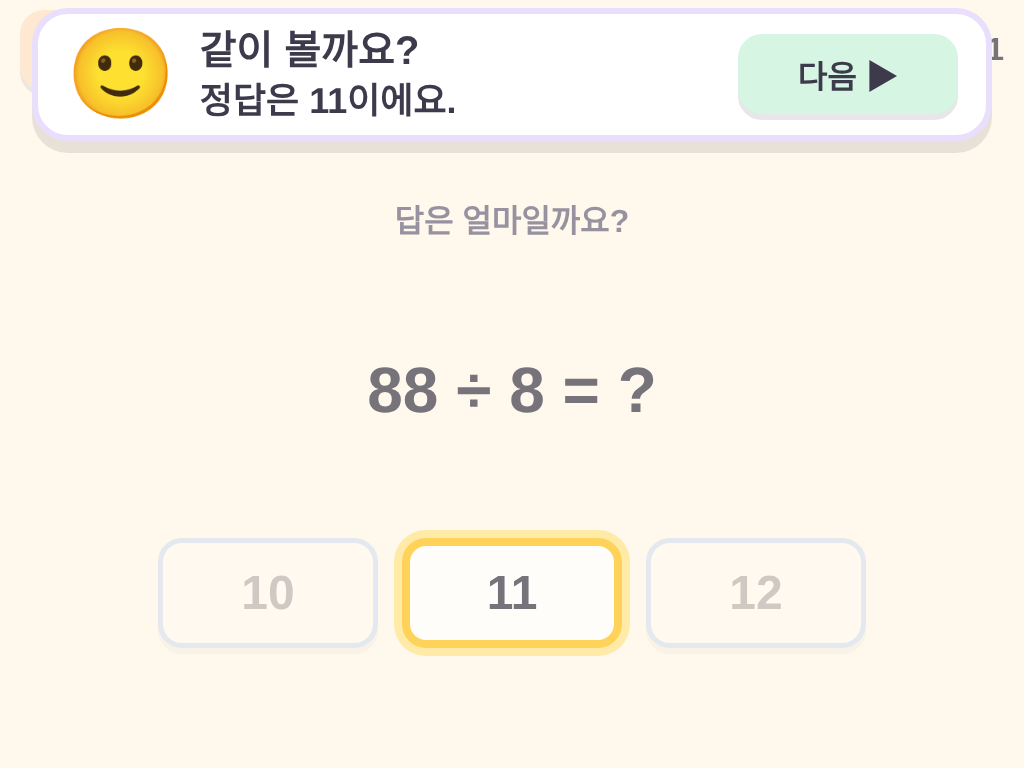 같이 볼까요?
정답은 11이에요.
다음 ▶
1
답은 얼마일까요?
88 ÷ 8 = ?
10
11
12